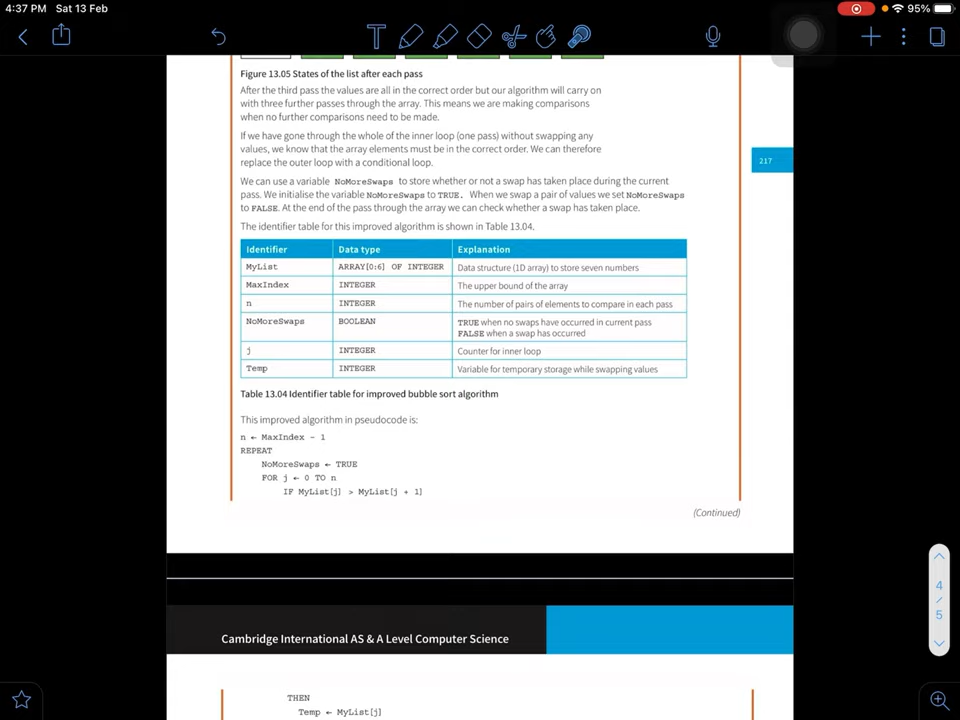 4:37 PM Sat 13 Feb
95%
Figure 13.05 States of the list after each pass
After the third pass the values are all in the correct order but our algorithm will carry on
with three further passes through the array. This means we are making comparisons
when no further comparisons need to be made.
If we have gone through the whole of the inner loop (one pass) without swapping any
values, we know that the array elements must be in the correct order. We can therefore
replace the outer loop with a conditional loop.
217
We can use a variable NoMoreSwaps to store whether or not a swap has taken place during the current
pass. We initialise the variable NoMoreSwaps to TRUE. When we swap a pair of values we set NoMoreSwaps
to FALSE. At the end of the pass through the array we can check whether a swap has taken place.
The identifier table for this improved algorithm is shown in Table 13.04.
Identifier Data type Explanation
MyList ARRAY[0:6] OF INTEGER Data structure (1D array) to store seven numbers
MaxIndex INTEGER The upper bound of the array
n INTEGER The number of pairs of elements to compare in each pass
NoMoreSwaps BOOLEAN TRUE when no swaps have occurred in current pass
FALSE when a swap has occurred
j INTEGER Counter for inner loop
Temp INTEGER Variable for temporary storage while swapping values
Table 13.04 Identifier table for improved bubble sort algorithm
This improved algorithm in pseudocode is:
n ← MaxIndex - 1
REPEAT
NoMoreSwaps ← TRUE
FOR j ← 0 TO n
IF MyList[j] > MyList[j + 1]
(Continued)
4
/
5
Cambridge International AS & A Level Computer Science
THEN
Temp ← MyList[j]